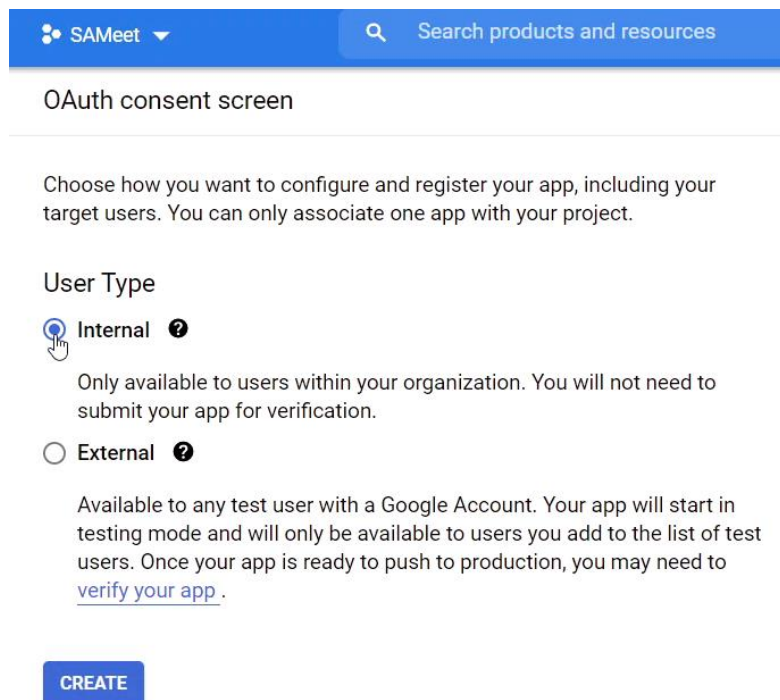 SAMeet
Search products and resources
OAuth consent screen
Choose how you want to configure and register your app, including your
target users. You can only associate one app with your project.
User Type
Internal
Only available to users within your organization. You will not need to
submit your app for verification.
External
Available to any test user with a Google Account. Your app will start in
testing mode and will only be available to users you add to the list of test
users. Once your app is ready to push to production, you may need to
verify your app .
CREATE